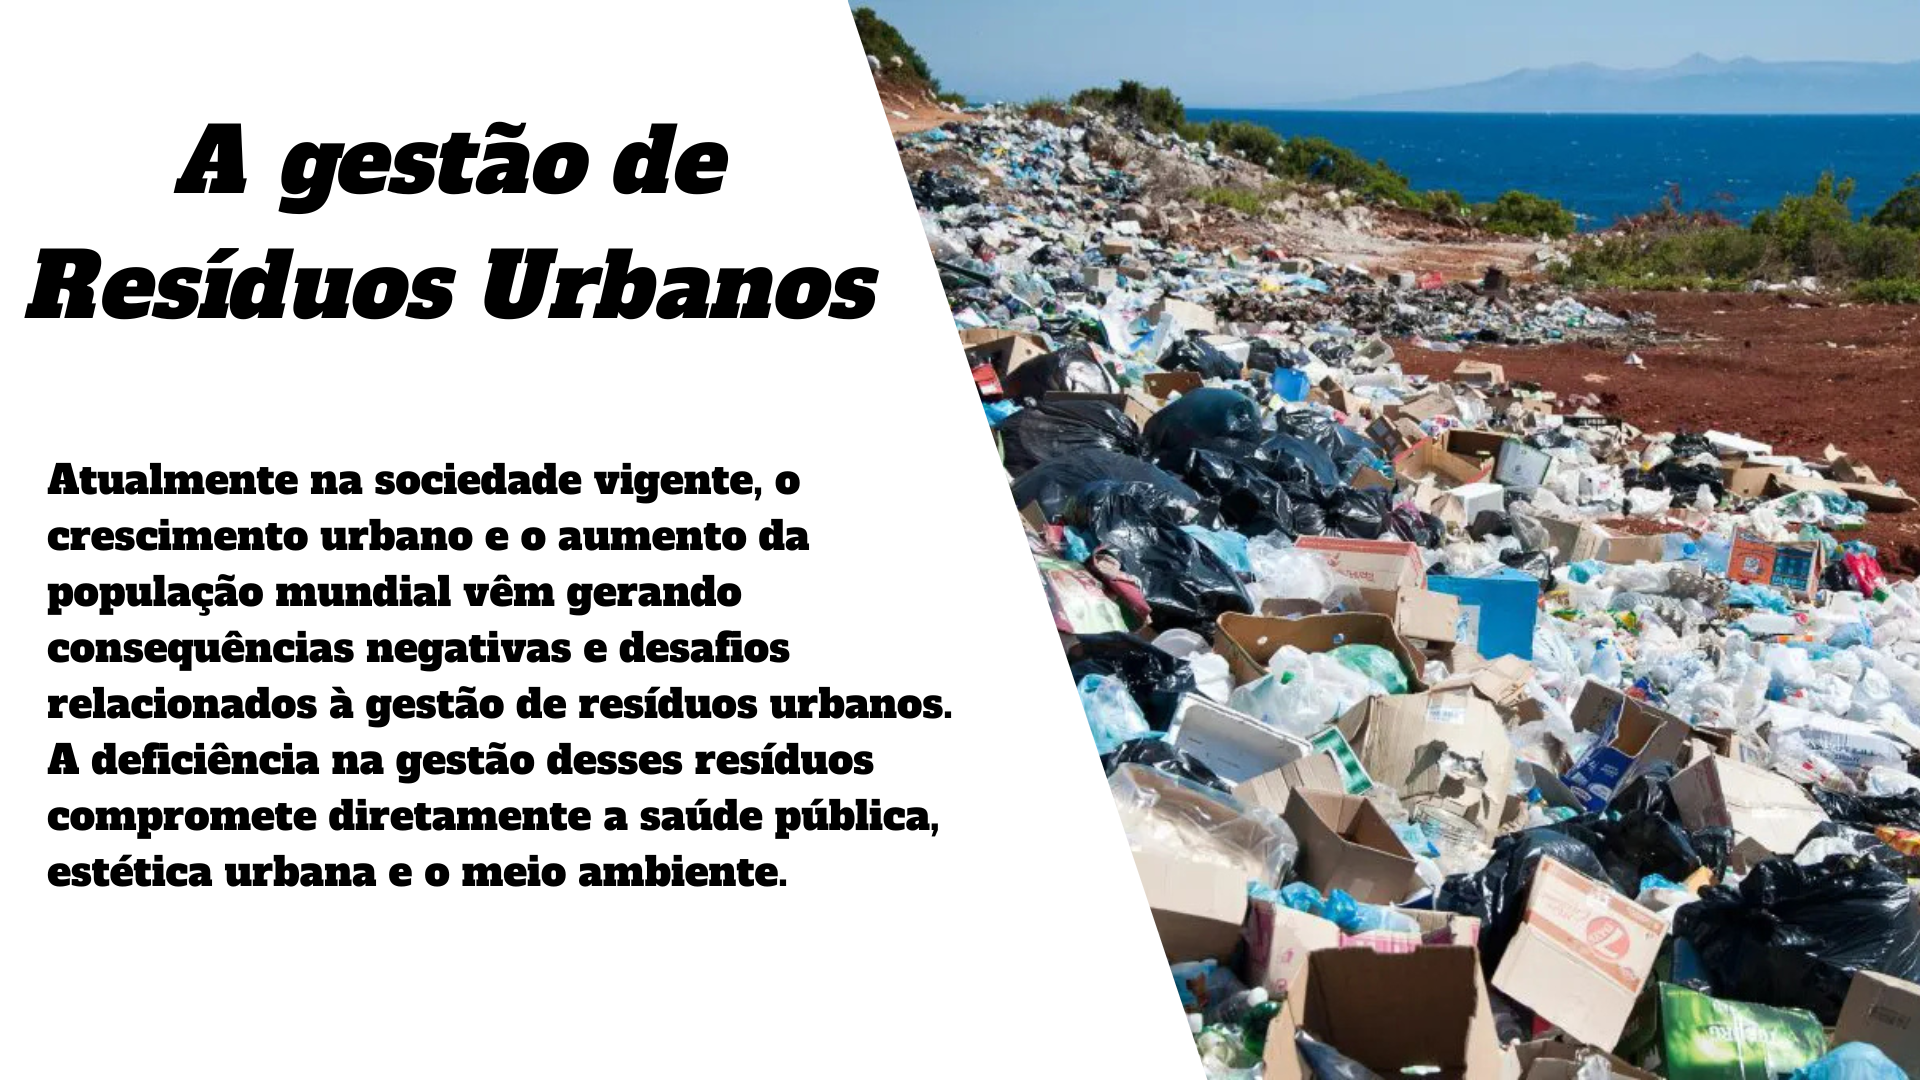 A gestão de
Resíduos Urbanos
Atualmente na sociedade vigente, o
crescimento urbano e o aumento da
população mundial vêm gerando
consequências negativas e desafios
relacionados à gestão de resíduos urbanos.
A deficiência na gestão desses resíduos
compromete diretamente a saúde pública,
estética urbana e o meio ambiente.